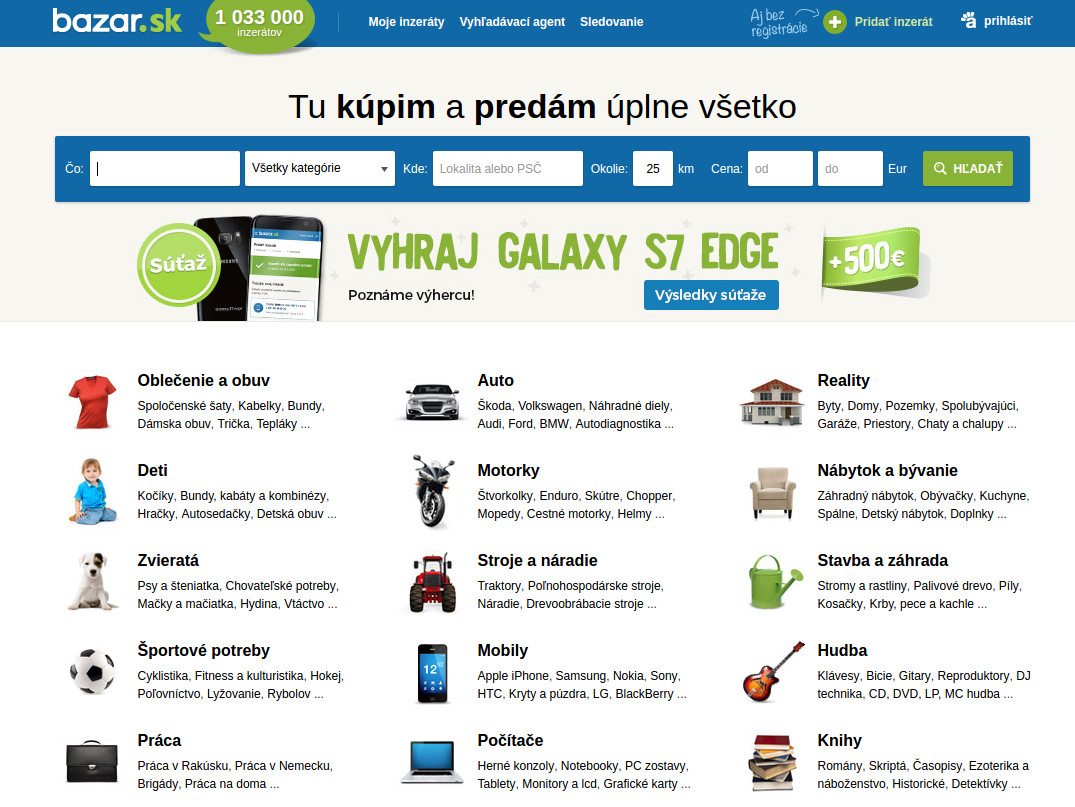 bazar.sk
1 033 000
inzerátov
Moje inzeráty Vyhľadávací agent Sledovanie
Aj bez
registrácie
Pridať inzerát
prihlásiť
Tu kúpim a predám úplne všetko
Čo: Všetky kategórie Kde: Lokalita alebo PSČ Okolie: 25 km Cena: od do Eur HĽADAŤ
Súťaž
VYHRAJ GALAXY S7 EDGE
+500€
Poznáme výhercu!
Výsledky súťaže
Oblečenie a obuv
Spoločenské šaty, Kabelky, Bundy,
Dámska obuv, Tričká, Tepláky ...
Auto
Škoda, Volkswagen, Náhradné diely,
Audi, Ford, BMW, Autodiagnostika ...
Reality
Byty, Domy, Pozemky, Spolubývajúci,
Garáže, Priestory, Chaty a chalupy ...
Deti
Kočíky, Bundy, kabáty a kombinézy,
Hračky, Autosedačky, Detská obuv ...
Motorky
Štvorkolky, Enduro, Skútre, Chopper,
Mopedy, Cestné motorky, Helmy ...
Nábytok a bývanie
Záhradný nábytok, Obývačky, Kuchyne,
Spálne, Detský nábytok, Doplnky ...
Zvieratá
Psy a šteniatka, Chovateľské potreby,
Mačky a mačiatka, Hydina, Vtáctvo ...
Stroje a náradie
Traktory, Poľnohospodárske stroje,
Náradie, Drevoobrábacie stroje ...
Stavba a záhrada
Stromy a rastliny, Palivové drevo, Píly,
Kosačky, Krby, pece a kachle ...
Športové potreby
Cyklistika, Fitness a kulturistika, Hokej,
Poľovníctvo, Lyžovanie, Rybolov ...
Mobily
Apple iPhone, Samsung, Nokia, Sony,
HTC, Kryty a púzdra, LG, BlackBerry ...
Hudba
Klávesy, Bicie, Gitary, Reproduktory, DJ
technika, CD, DVD, LP, MC hudba ...
Práca
Práca v Rakúsku, Práca v Nemecku,
Brigády, Práca na doma ...
Počítače
Herné konzoly, Notebooky, PC zostavy,
Tablety, Monitory a lcd, Grafické karty ...
Knihy
Romány, Skriptá, Časopisy, Ezoterika a
náboženstvo, Historické, Detektívky ...